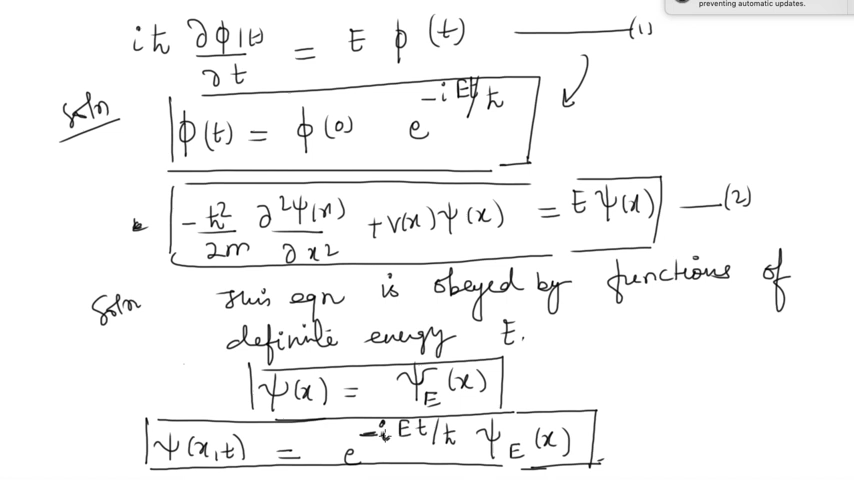 preventing automatic updates.
iħ ∂ϕ(t)/∂t = E ϕ(t) —— (1)
Soln
ϕ(t) = ϕ(0) e^{-iEt/ħ}
-ħ²/2m ∂²Ψ(x)/∂x² + V(x)Ψ(x) = EΨ(x) —— (2)
Soln This eqn is obeyed by functions of
definite energy E.
Ψ(x) = Ψ_E(x)
Ψ(x,t) = e^{-iEt/ħ} Ψ_E(x)